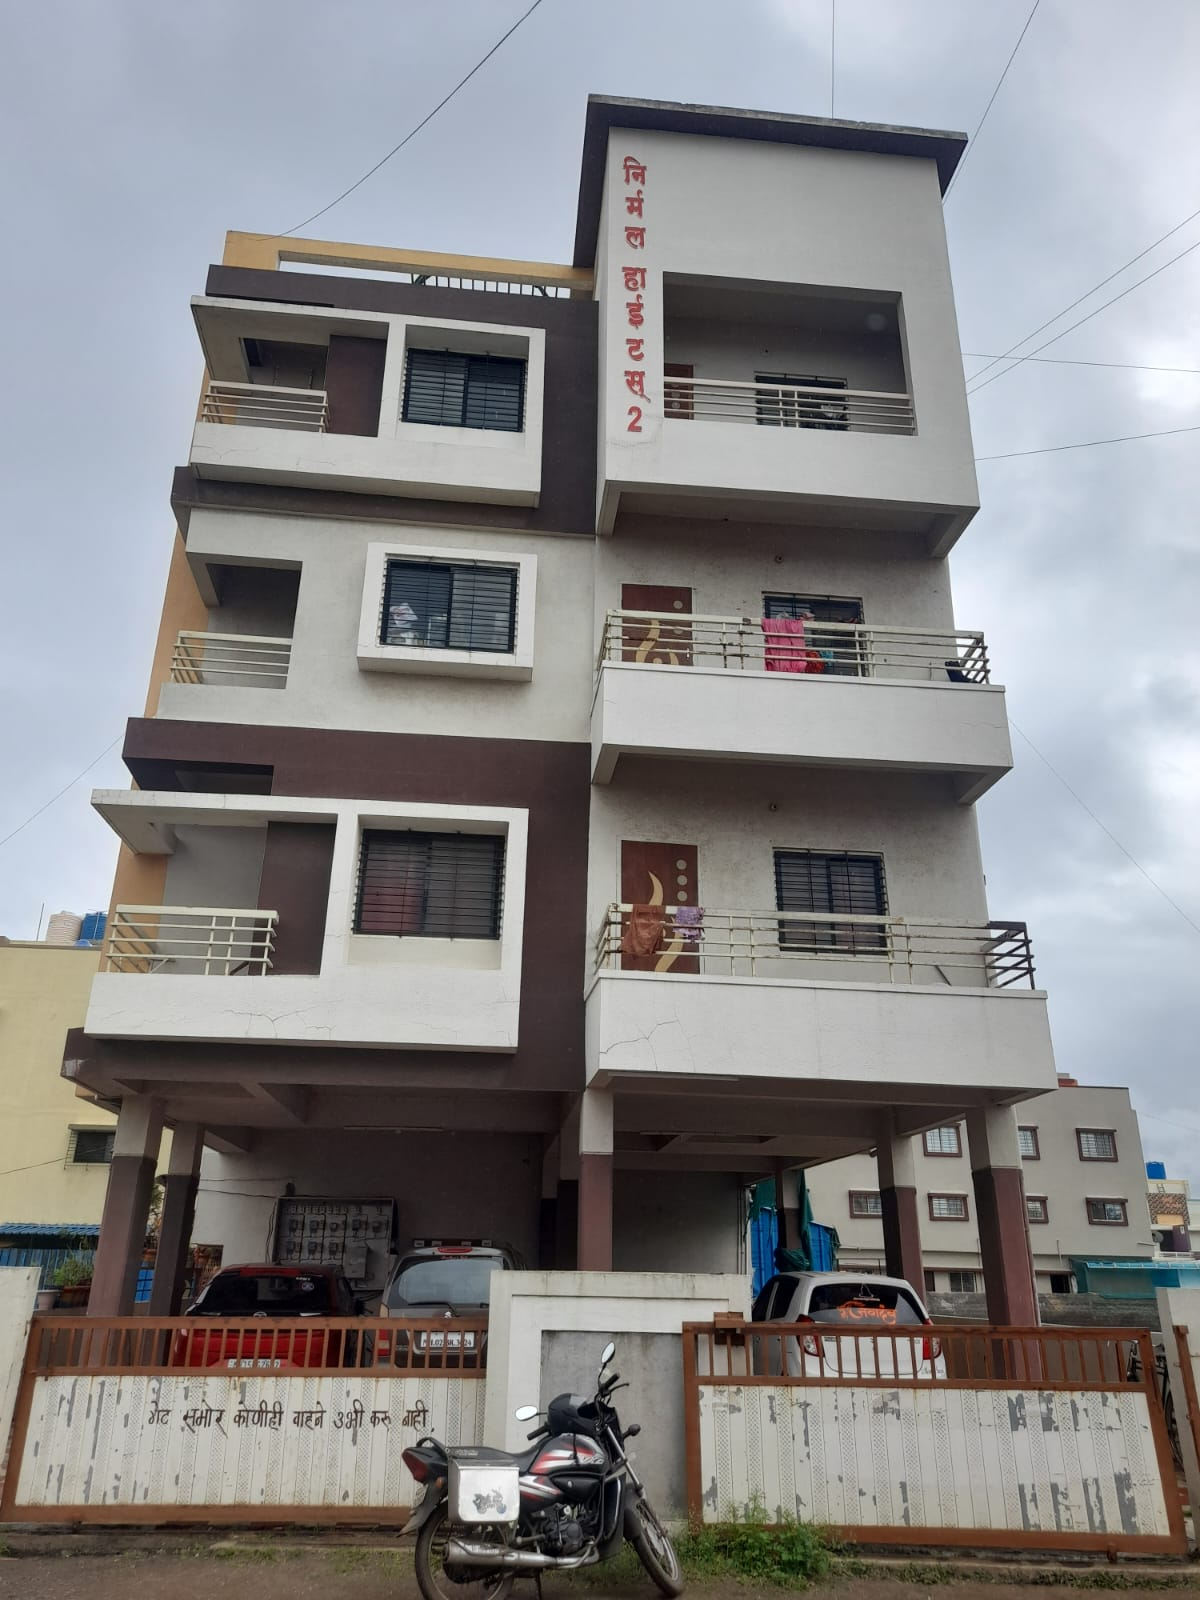 निर्मल हाईटस् 2
गेट समोर कोणीही वाहने उभी करू नाही